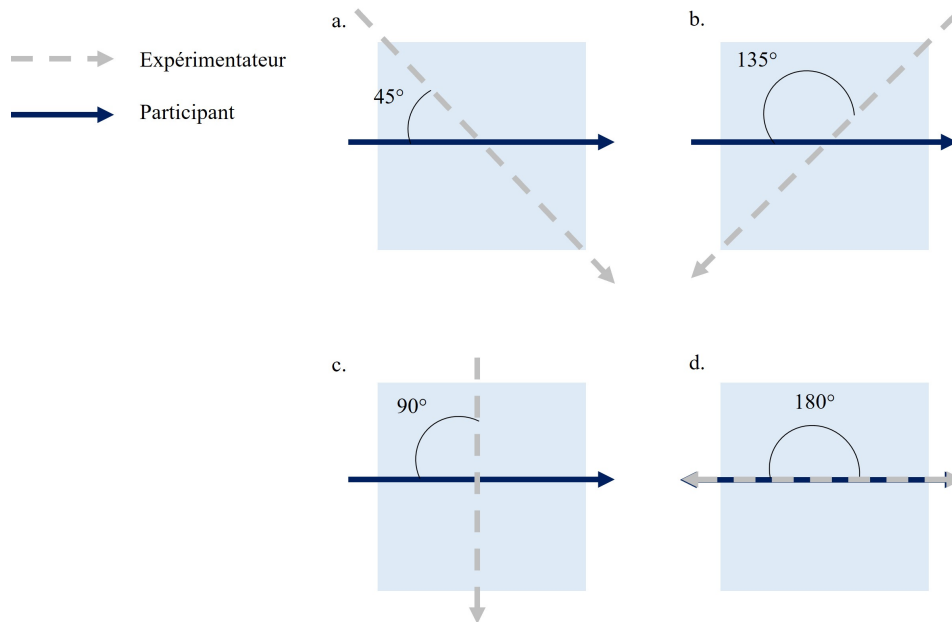 Expérimentateur
Participant
a.
45°
b.
135°
c.
90°
d.
180°